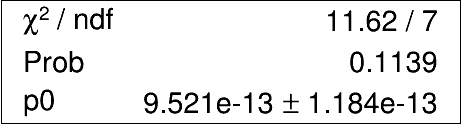 χ² / ndf 11.62 / 7
Prob 0.1139
p0 9.521e-13 ± 1.184e-13